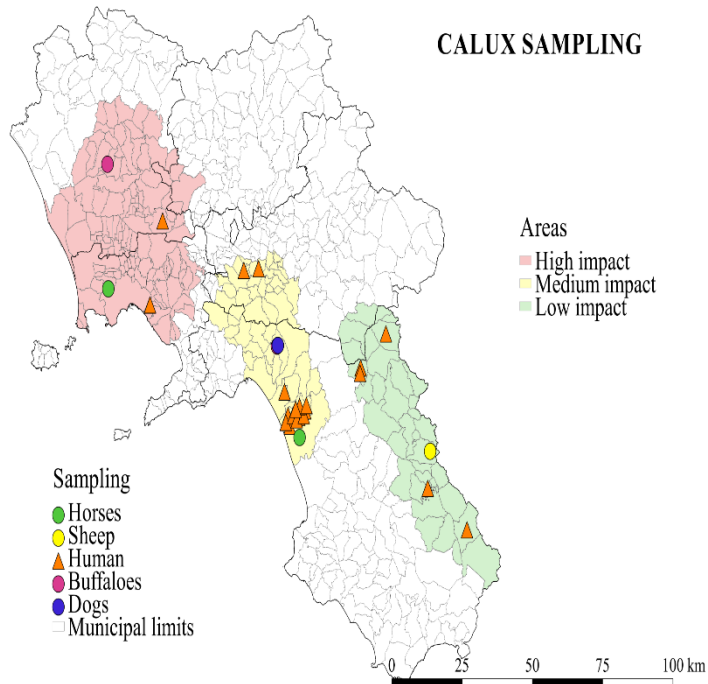 CALUX SAMPLING
Areas
High impact
Medium impact
Low impact
Sampling
Horses
Sheep
Human
Buffaloes
Dogs
Municipal limits
0 25 50 75 100 km